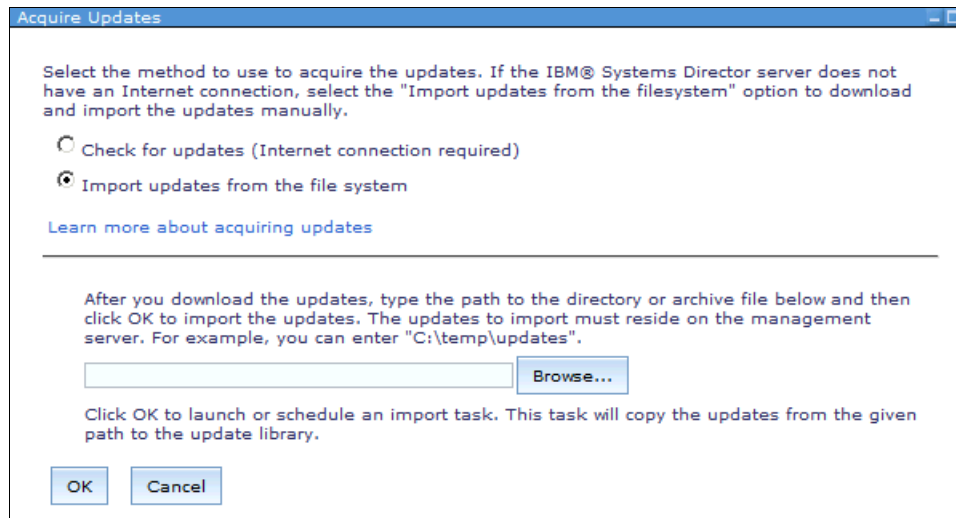 Acquire Updates
Select the method to use to acquire the updates. If the IBM® Systems Director server does not
have an Internet connection, select the "Import updates from the filesystem" option to download
and import the updates manually.
Check for updates (Internet connection required)
Import updates from the file system
Learn more about acquiring updates
After you download the updates, type the path to the directory or archive file below and then
click OK to import the updates. The updates to import must reside on the management
server. For example, you can enter "C:\temp\updates".
Browse...
Click OK to launch or schedule an import task. This task will copy the updates from the given
path to the update library.
OK Cancel